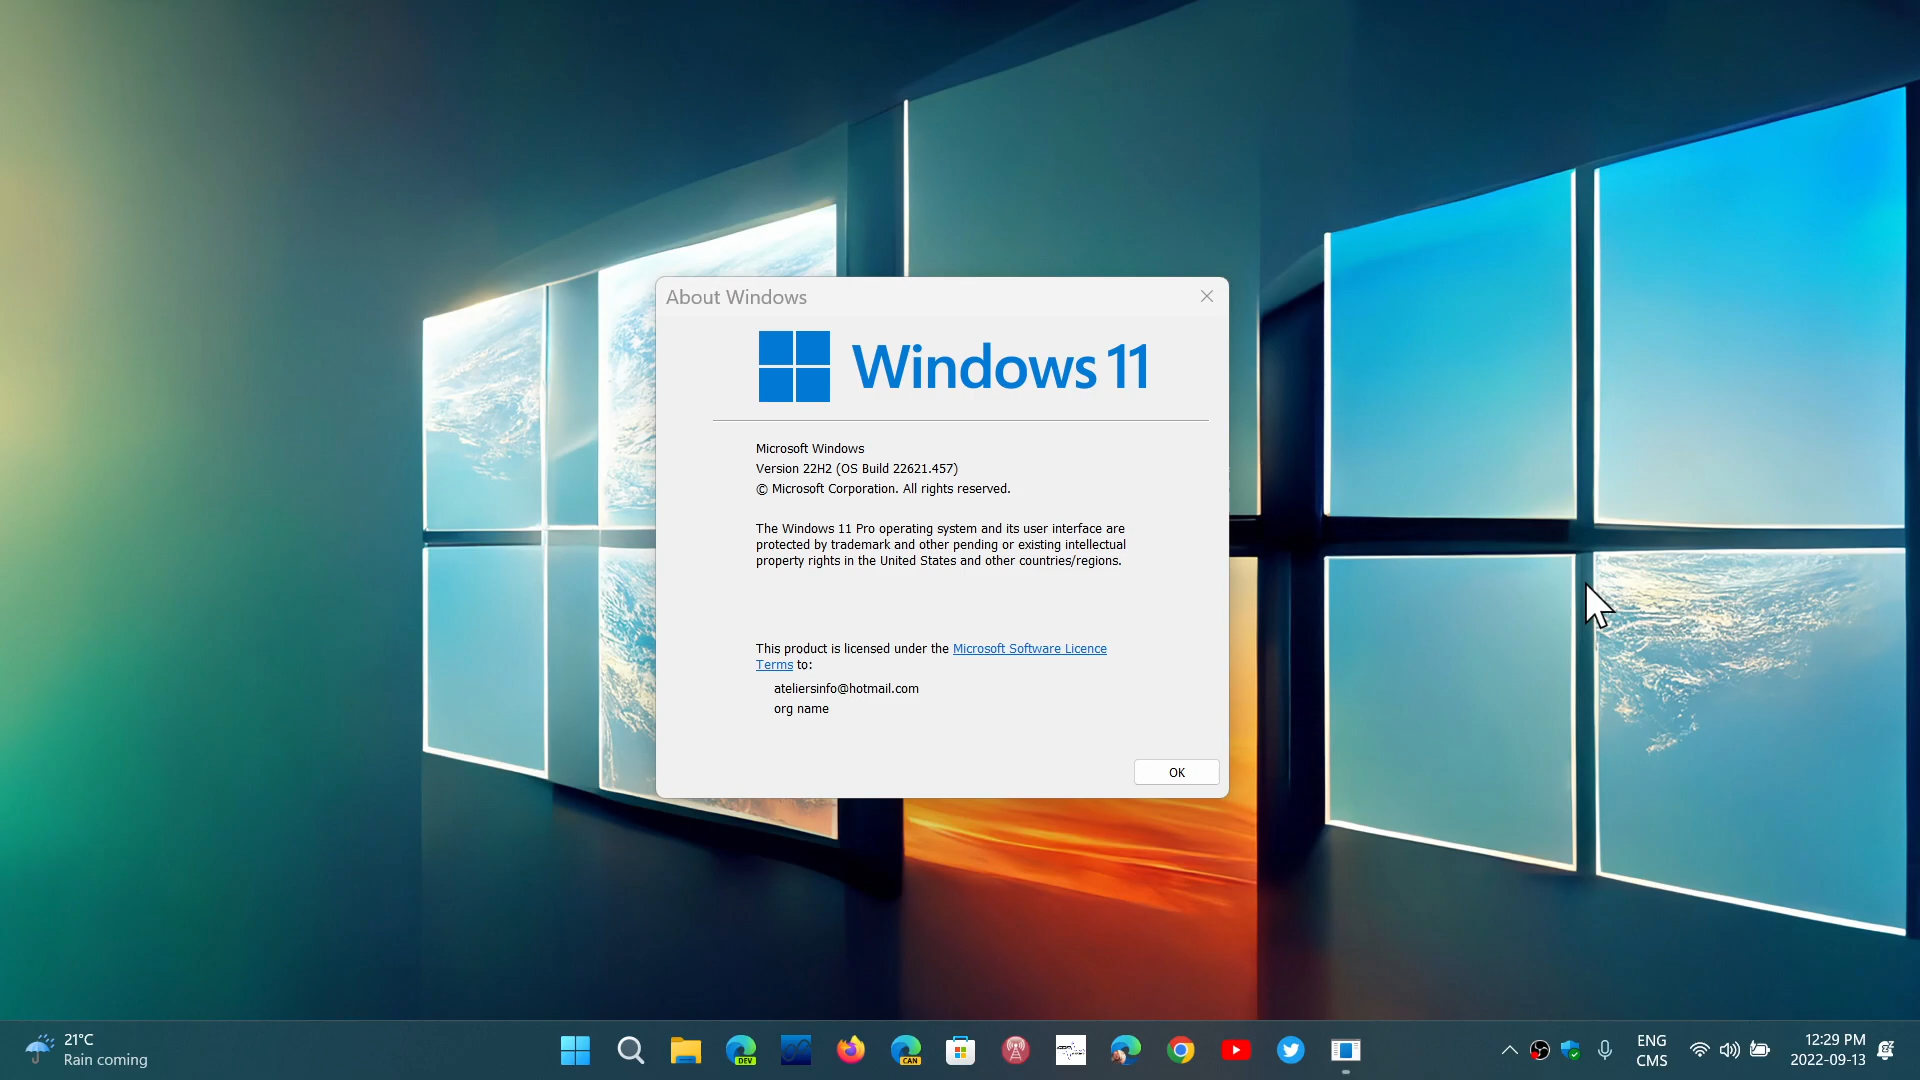 About Windows
Windows 11
Microsoft Windows
Version 22H2 (OS Build 22621.457)
© Microsoft Corporation. All rights reserved.
The Windows 11 Pro operating system and its user interface are
protected by trademark and other pending or existing intellectual
property rights in the United States and other countries/regions.
This product is licensed under the Microsoft Software Licence
Terms to:
ateliersinfo@hotmail.com
org name
OK
21°C
Rain coming
DEV
CAN
ENG
CMS
12:29 PM
2022-09-13